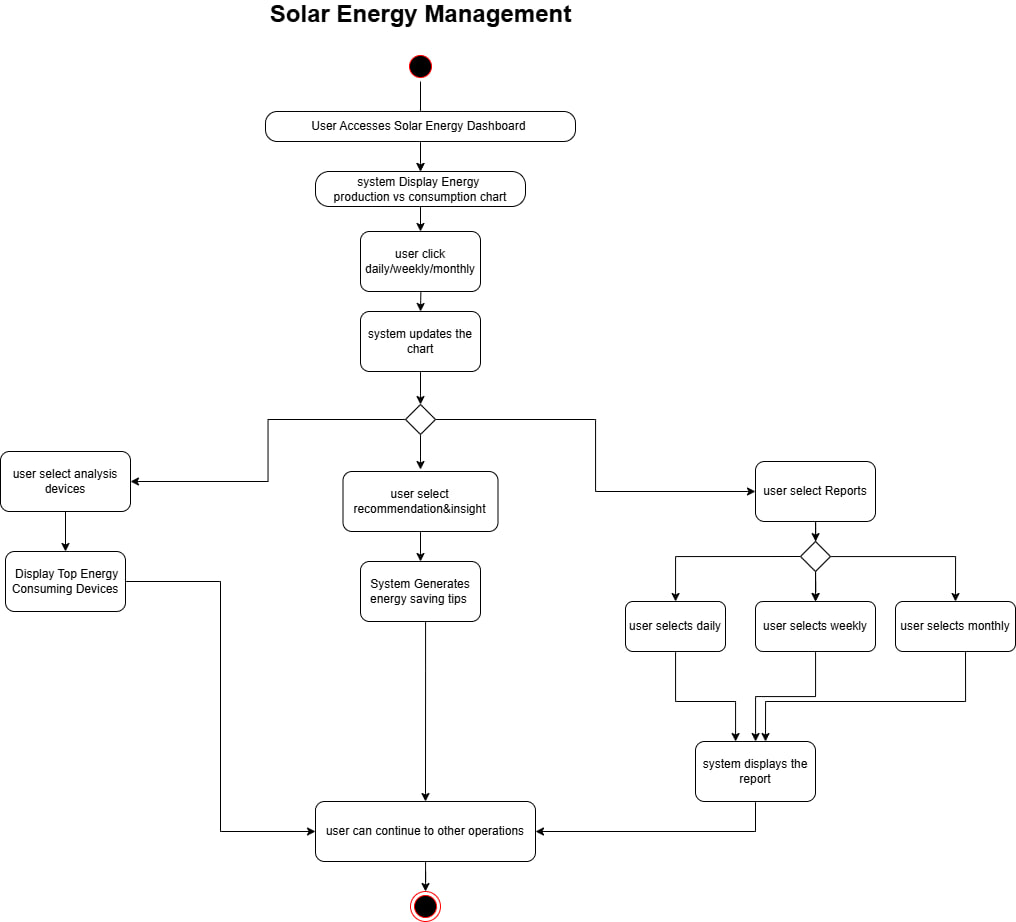 Solar Energy Management
User Accesses Solar Energy Dashboard
system Display Energy
production vs consumption chart
user click
daily/weekly/monthly
system updates the
chart
user select analysis
devices
user select
recommendation&insight
user select Reports
Display Top Energy
Consuming Devices
System Generates
energy saving tips
user selects daily
user selects weekly
user selects monthly
system displays the
report
user can continue to other operations